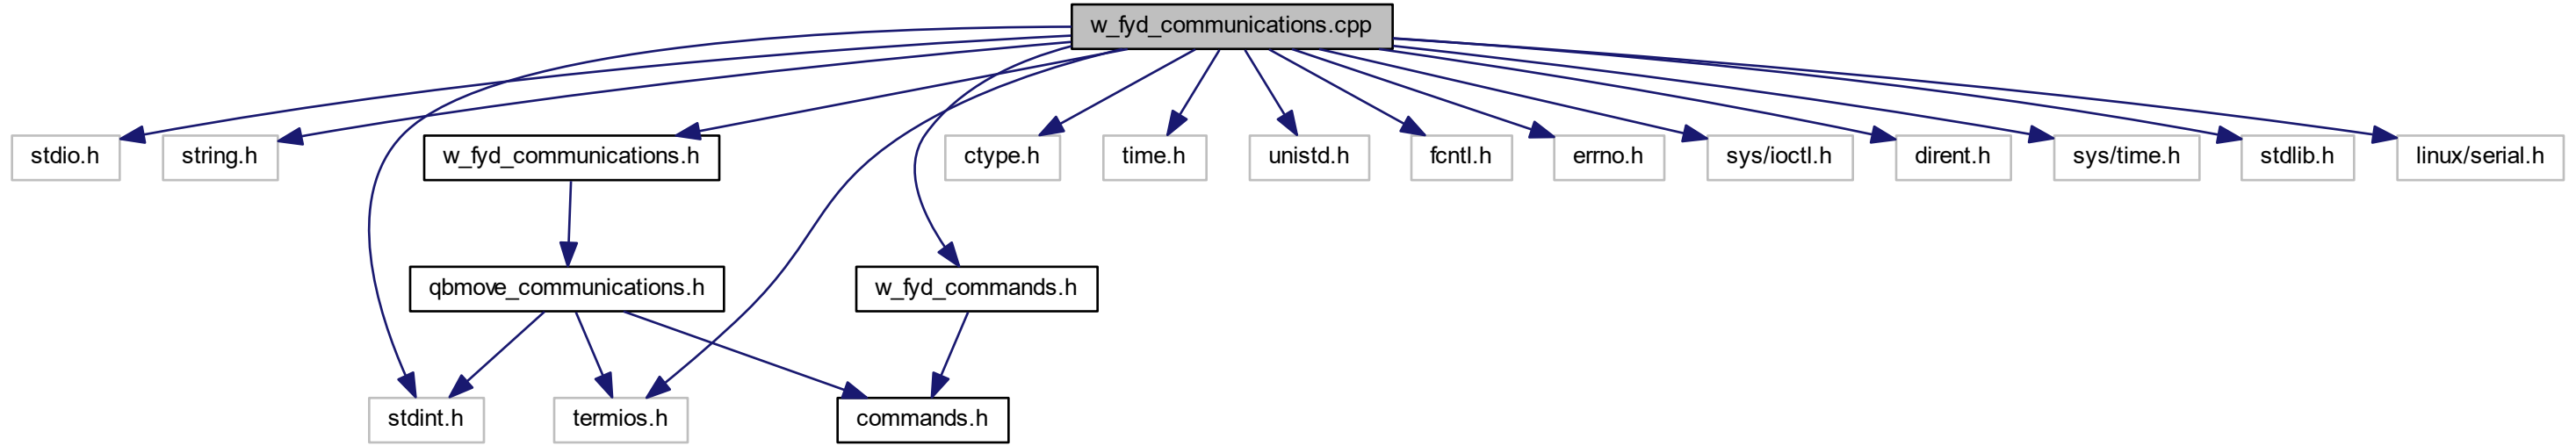 w_fyd_communications.cpp
stdio.h
string.h
w_fyd_communications.h
ctype.h
time.h
unistd.h
fcntl.h
errno.h
sys/ioctl.h
dirent.h
sys/time.h
stdlib.h
linux/serial.h
qbmove_communications.h
w_fyd_commands.h
stdint.h
termios.h
commands.h